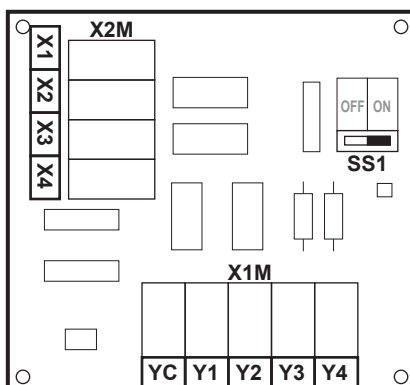 X2M
X1
X2
X3
X4
OFF ON
SS1
X1M
YC Y1 Y2 Y3 Y4